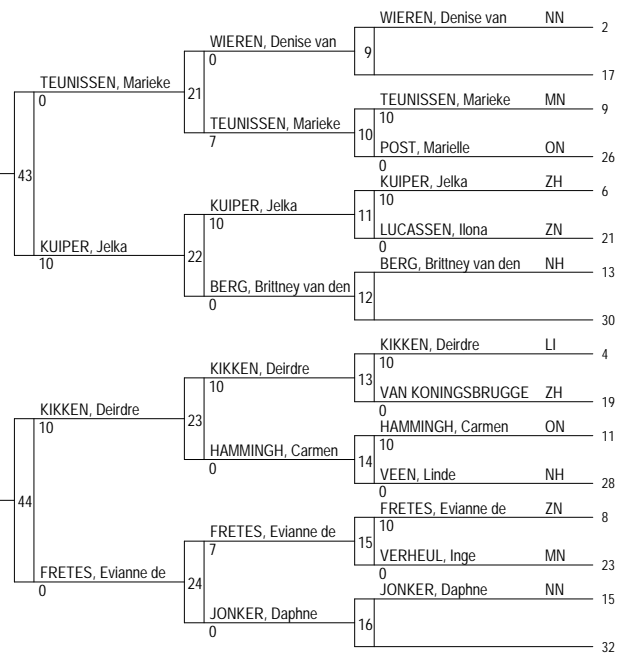 WIEREN, Denise van NN 2
WIEREN, Denise van
0
9
17
TEUNISSEN, Marieke
0
21
TEUNISSEN, Marieke MN 9
10
TEUNISSEN, Marieke
7
10
POST, Marielle ON 26
0
43
KUIPER, Jelka ZH 6
10
KUIPER, Jelka
10
11
LUCASSEN, Ilona ZN 21
0
KUIPER, Jelka
10
22
BERG, Brittney van den NH 13
BERG, Brittney van den
0
12
30
KIKKEN, Deirdre LI 4
10
KIKKEN, Deirdre
10
13
VAN KONINGSBRUGGE ZH 19
0
KIKKEN, Deirdre
10
23
HAMMINGH, Carmen ON 11
10
HAMMINGH, Carmen
0
14
VEEN, Linde NH 28
0
44
FRETES, Evianne de ZN 8
10
FRETES, Evianne de
7
15
VERHEUL, Inge MN 23
0
FRETES, Evianne de
0
24
JONKER, Daphne NN 15
JONKER, Daphne
0
16
32